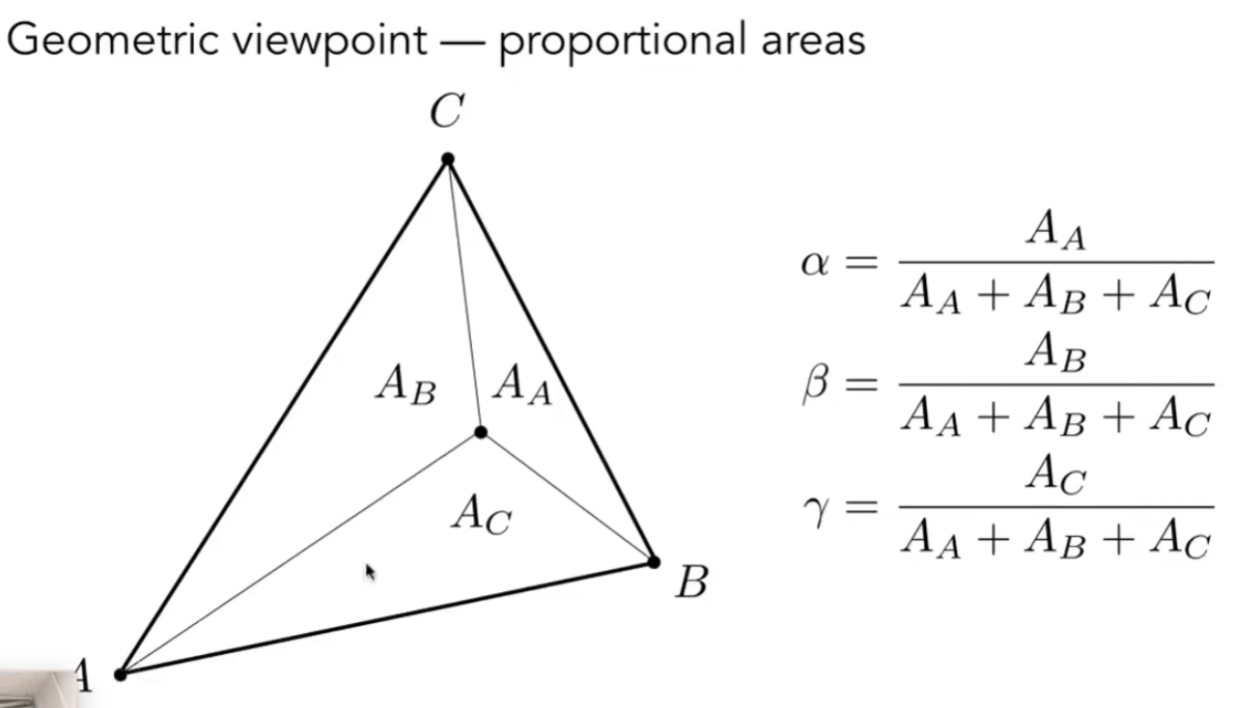 Geometric viewpoint — proportional areas
C
A_B A_A
A_C
B
A
α = A_A / (A_A + A_B + A_C)
β = A_B / (A_A + A_B + A_C)
γ = A_C / (A_A + A_B + A_C)